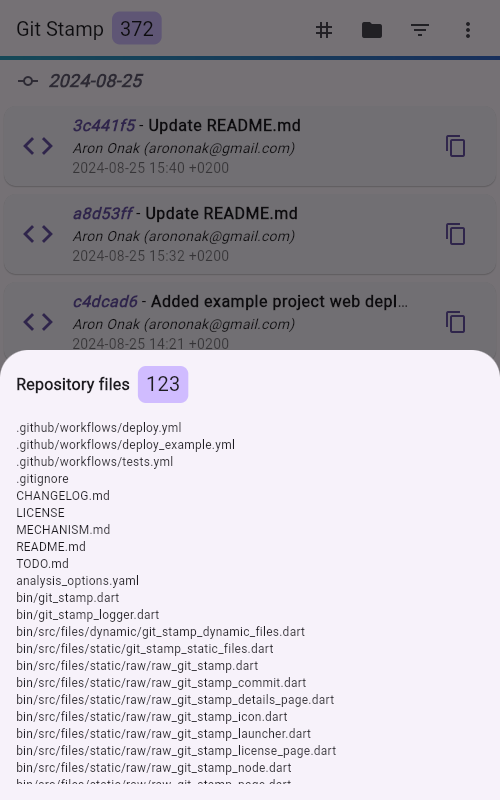 Git Stamp 372
2024-08-25
3c441f5 - Update README.md
Aron Onak (arononak@gmail.com)
2024-08-25 15:40 +0200
a8d53ff - Update README.md
Aron Onak (arononak@gmail.com)
2024-08-25 15:32 +0200
c4dcad6 - Added example project web depl…
Aron Onak (arononak@gmail.com)
2024-08-25 14:21 +0200
Repository files 123
.github/workflows/deploy.yml
.github/workflows/deploy_example.yml
.github/workflows/tests.yml
.gitignore
CHANGELOG.md
LICENSE
MECHANISM.md
README.md
TODO.md
analysis_options.yaml
bin/git_stamp.dart
bin/git_stamp_logger.dart
bin/src/files/dynamic/git_stamp_dynamic_files.dart
bin/src/files/static/git_stamp_static_files.dart
bin/src/files/static/raw/raw_git_stamp.dart
bin/src/files/static/raw/raw_git_stamp_commit.dart
bin/src/files/static/raw/raw_git_stamp_details_page.dart
bin/src/files/static/raw/raw_git_stamp_icon.dart
bin/src/files/static/raw/raw_git_stamp_launcher.dart
bin/src/files/static/raw/raw_git_stamp_license_page.dart
bin/src/files/static/raw/raw_git_stamp_node.dart
bin/src/files/static/raw/raw_git_stamp_page.dart